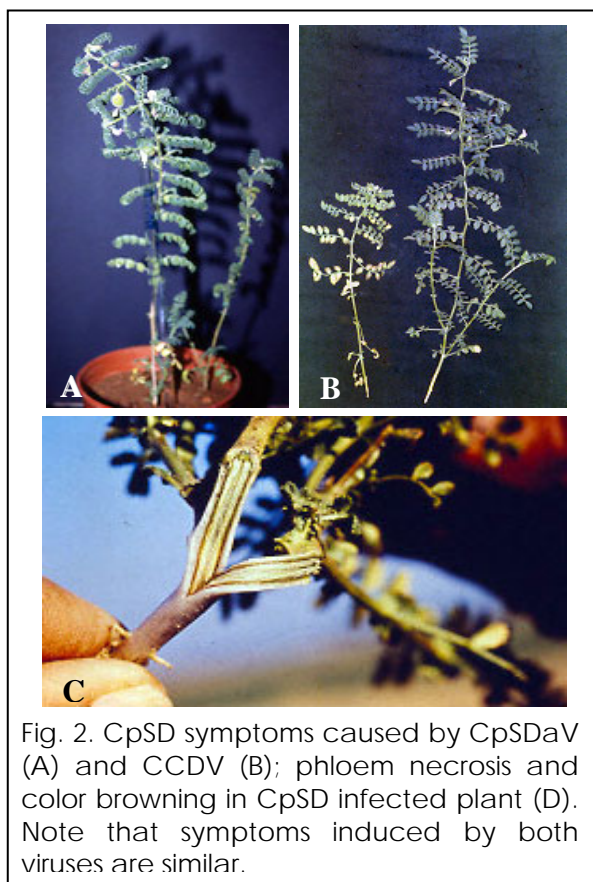 A
B
C
Fig. 2. CpSD symptoms caused by CpSDaV
(A) and CCDV (B); phloem necrosis and
color browning in CpSD infected plant (D).
Note that symptoms induced by both
viruses are similar.